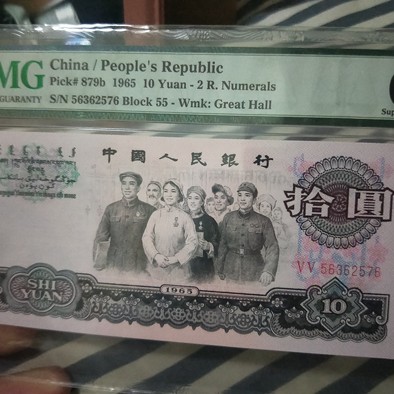 MG China / People's Republic
Pick# 879b 1965 10 Yuan - 2 R. Numerals
GUARANTY S/N 56362576 Block 55 - Wmk: Great Hall
中國人民銀行
拾圓
VV 56362576
SHI
YUAN
1965
10